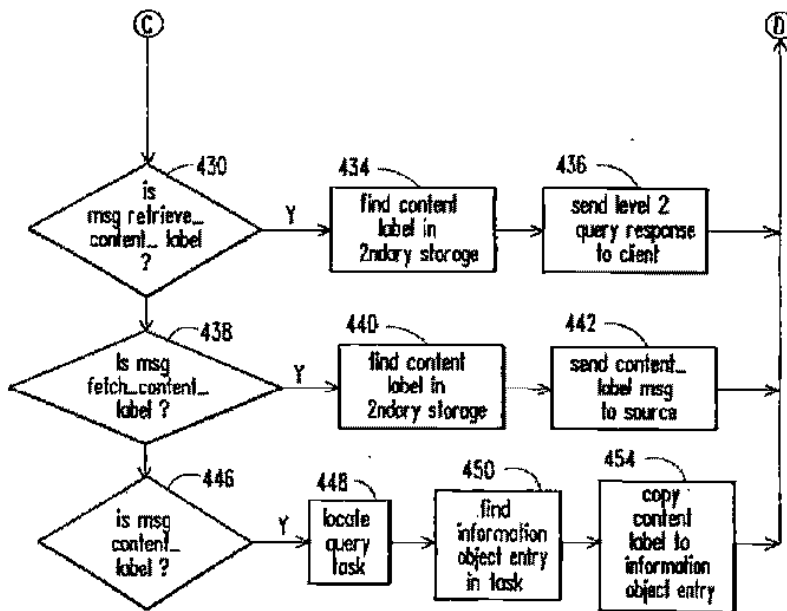 C
D
430
is
msg retrieve_
content_ label
?
Y
434
find content
label in
2ndary storage
436
send level 2
query response
to client
438
Is msg
fetch_content_
label ?
Y
440
find content
label in
2ndary storage
442
send content_
label msg
to source
446
is msg
content_
label ?
Y
448
locate
query
task
450
find
information
object entry
in task
454
copy
content
label to
information
object entry